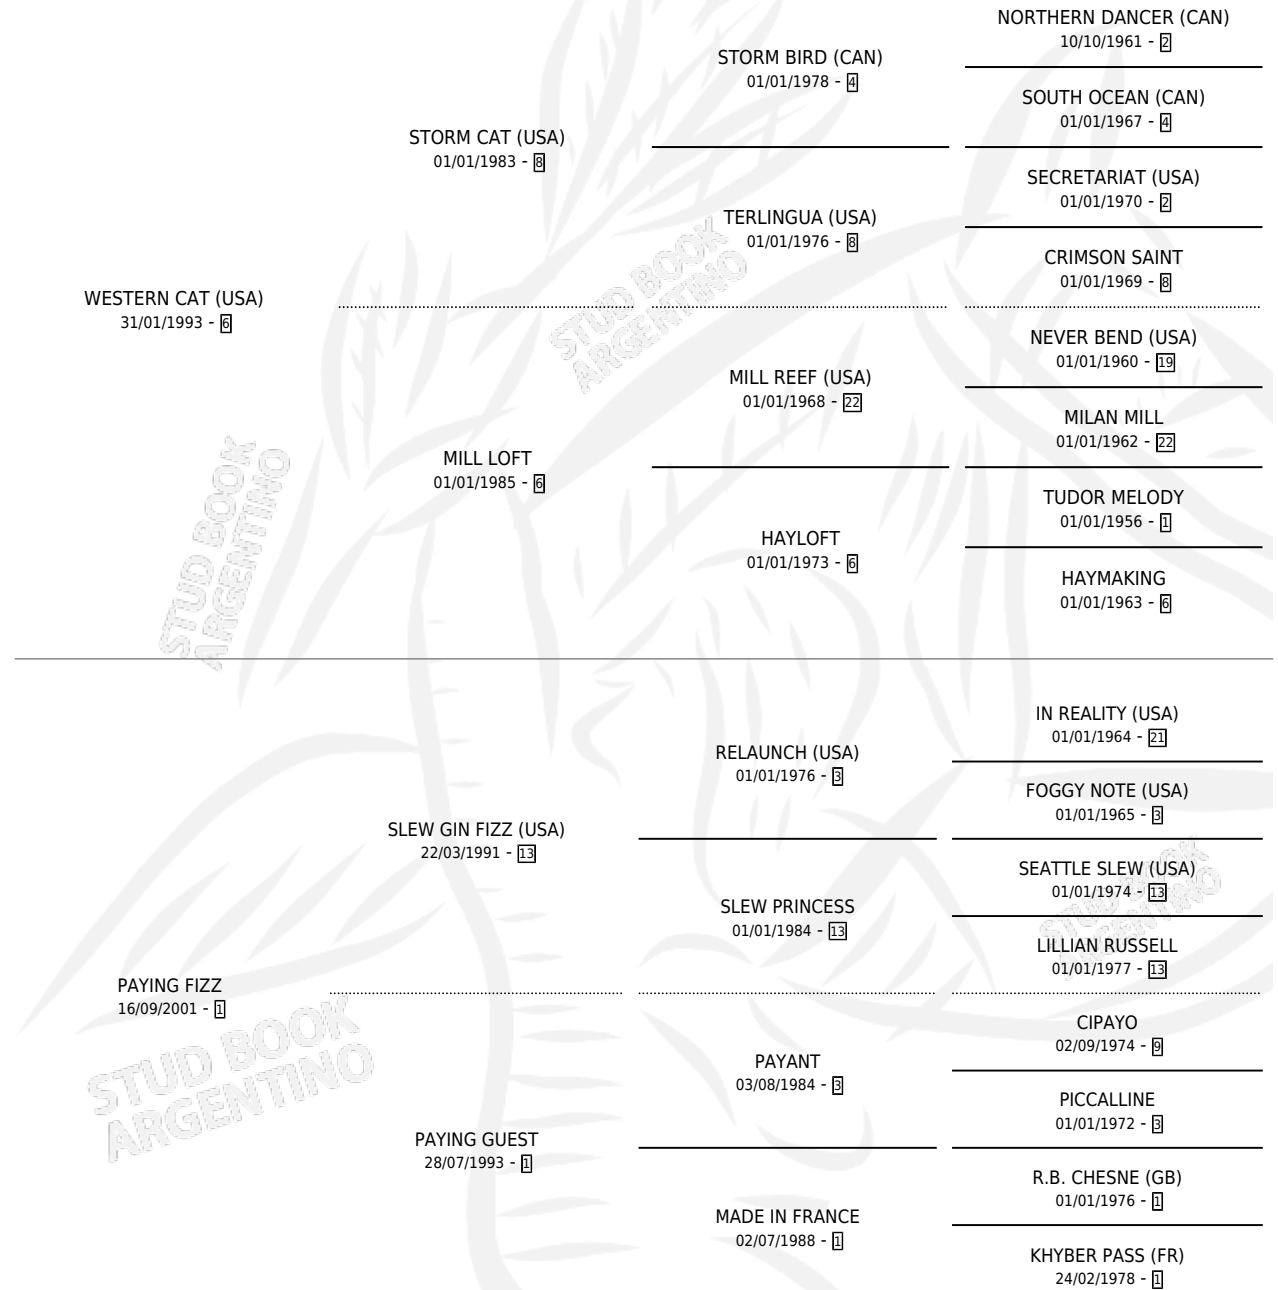 NORTHERN DANCER (CAN)
10/10/1961 - 2
STORM BIRD (CAN)
01/01/1978 - 4
SOUTH OCEAN (CAN)
01/01/1967 - 4
STORM CAT (USA)
01/01/1983 - 8
SECRETARIAT (USA)
01/01/1970 - 2
TERLINGUA (USA)
01/01/1976 - 8
CRIMSON SAINT
01/01/1969 - 8
WESTERN CAT (USA)
31/01/1993 - 6
NEVER BEND (USA)
01/01/1960 - 19
MILL REEF (USA)
01/01/1968 - 22
MILAN MILL
01/01/1962 - 22
MILL LOFT
01/01/1985 - 6
TUDOR MELODY
01/01/1956 - 1
HAYLOFT
01/01/1973 - 6
HAYMAKING
01/01/1963 - 6
IN REALITY (USA)
01/01/1964 - 21
RELAUNCH (USA)
01/01/1976 - 3
FOGGY NOTE (USA)
01/01/1965 - 3
SLEW GIN FIZZ (USA)
22/03/1991 - 13
SEATTLE SLEW (USA)
01/01/1974 - 13
SLEW PRINCESS
01/01/1984 - 13
LILLIAN RUSSELL
01/01/1977 - 13
PAYING FIZZ
16/09/2001 - 1
CIPAYO
02/09/1974 - 9
PAYANT
03/08/1984 - 3
PICCALLINE
01/01/1972 - 3
PAYING GUEST
28/07/1993 - 1
R.B. CHESNE (GB)
01/01/1976 - 1
MADE IN FRANCE
02/07/1988 - 1
KHYBER PASS (FR)
24/02/1978 - 1
STUD BOOK
ARGENTINO
STUD BOOK
ARGENTINO
STUD BOOK
ARGENTINO
STUD BOOK
ARGENTINO